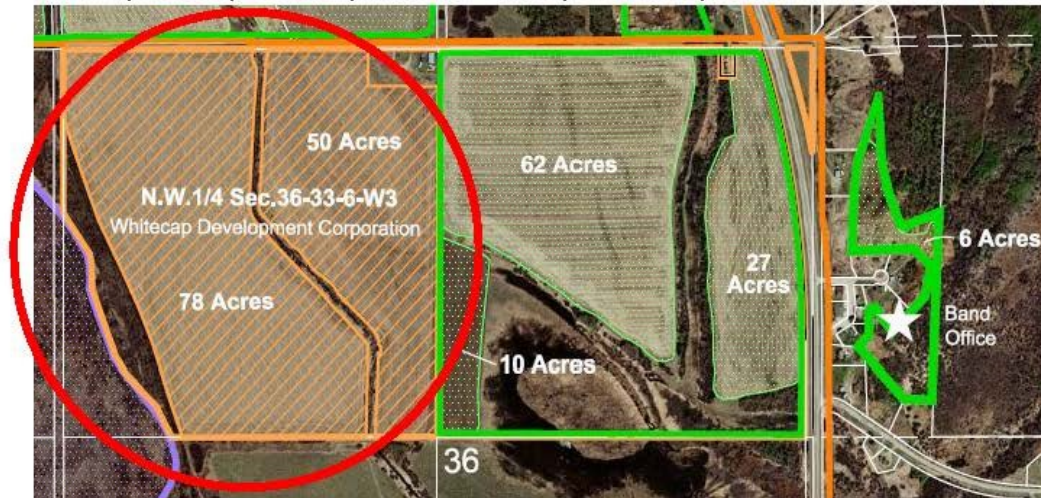 50 Acres
N.W.1/4 Sec.36-33-6-W3
Whitecap Development Corporation
78 Acres
62 Acres
10 Acres
27
Acres
6 Acres
Band
Office
36